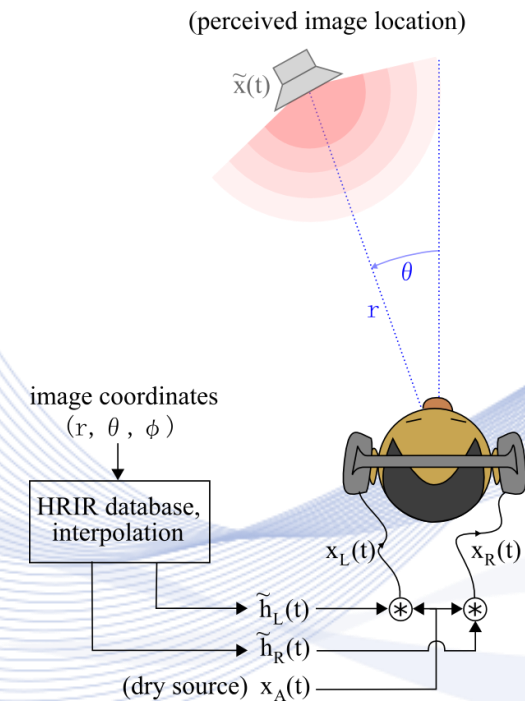 (perceived image location)
x̃(t)
θ
r
image coordinates
(r, θ, ϕ)
HRIR database,
interpolation
x_L(t)
x_R(t)
h̃_L(t)
h̃_R(t)
(dry source) x_A(t)